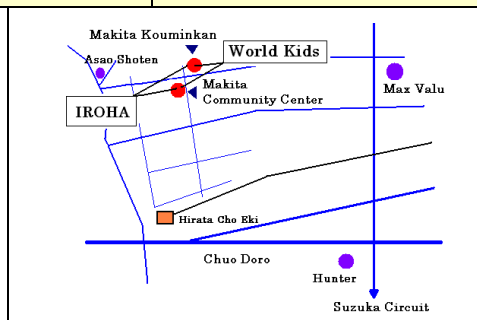 Makita Kouminkan
World Kids
Asao Shoten
Makita
Community Center
Max Valu
IROHA
Hirata Cho Eki
Chuo Doro
Hunter
Suzuka Circuit